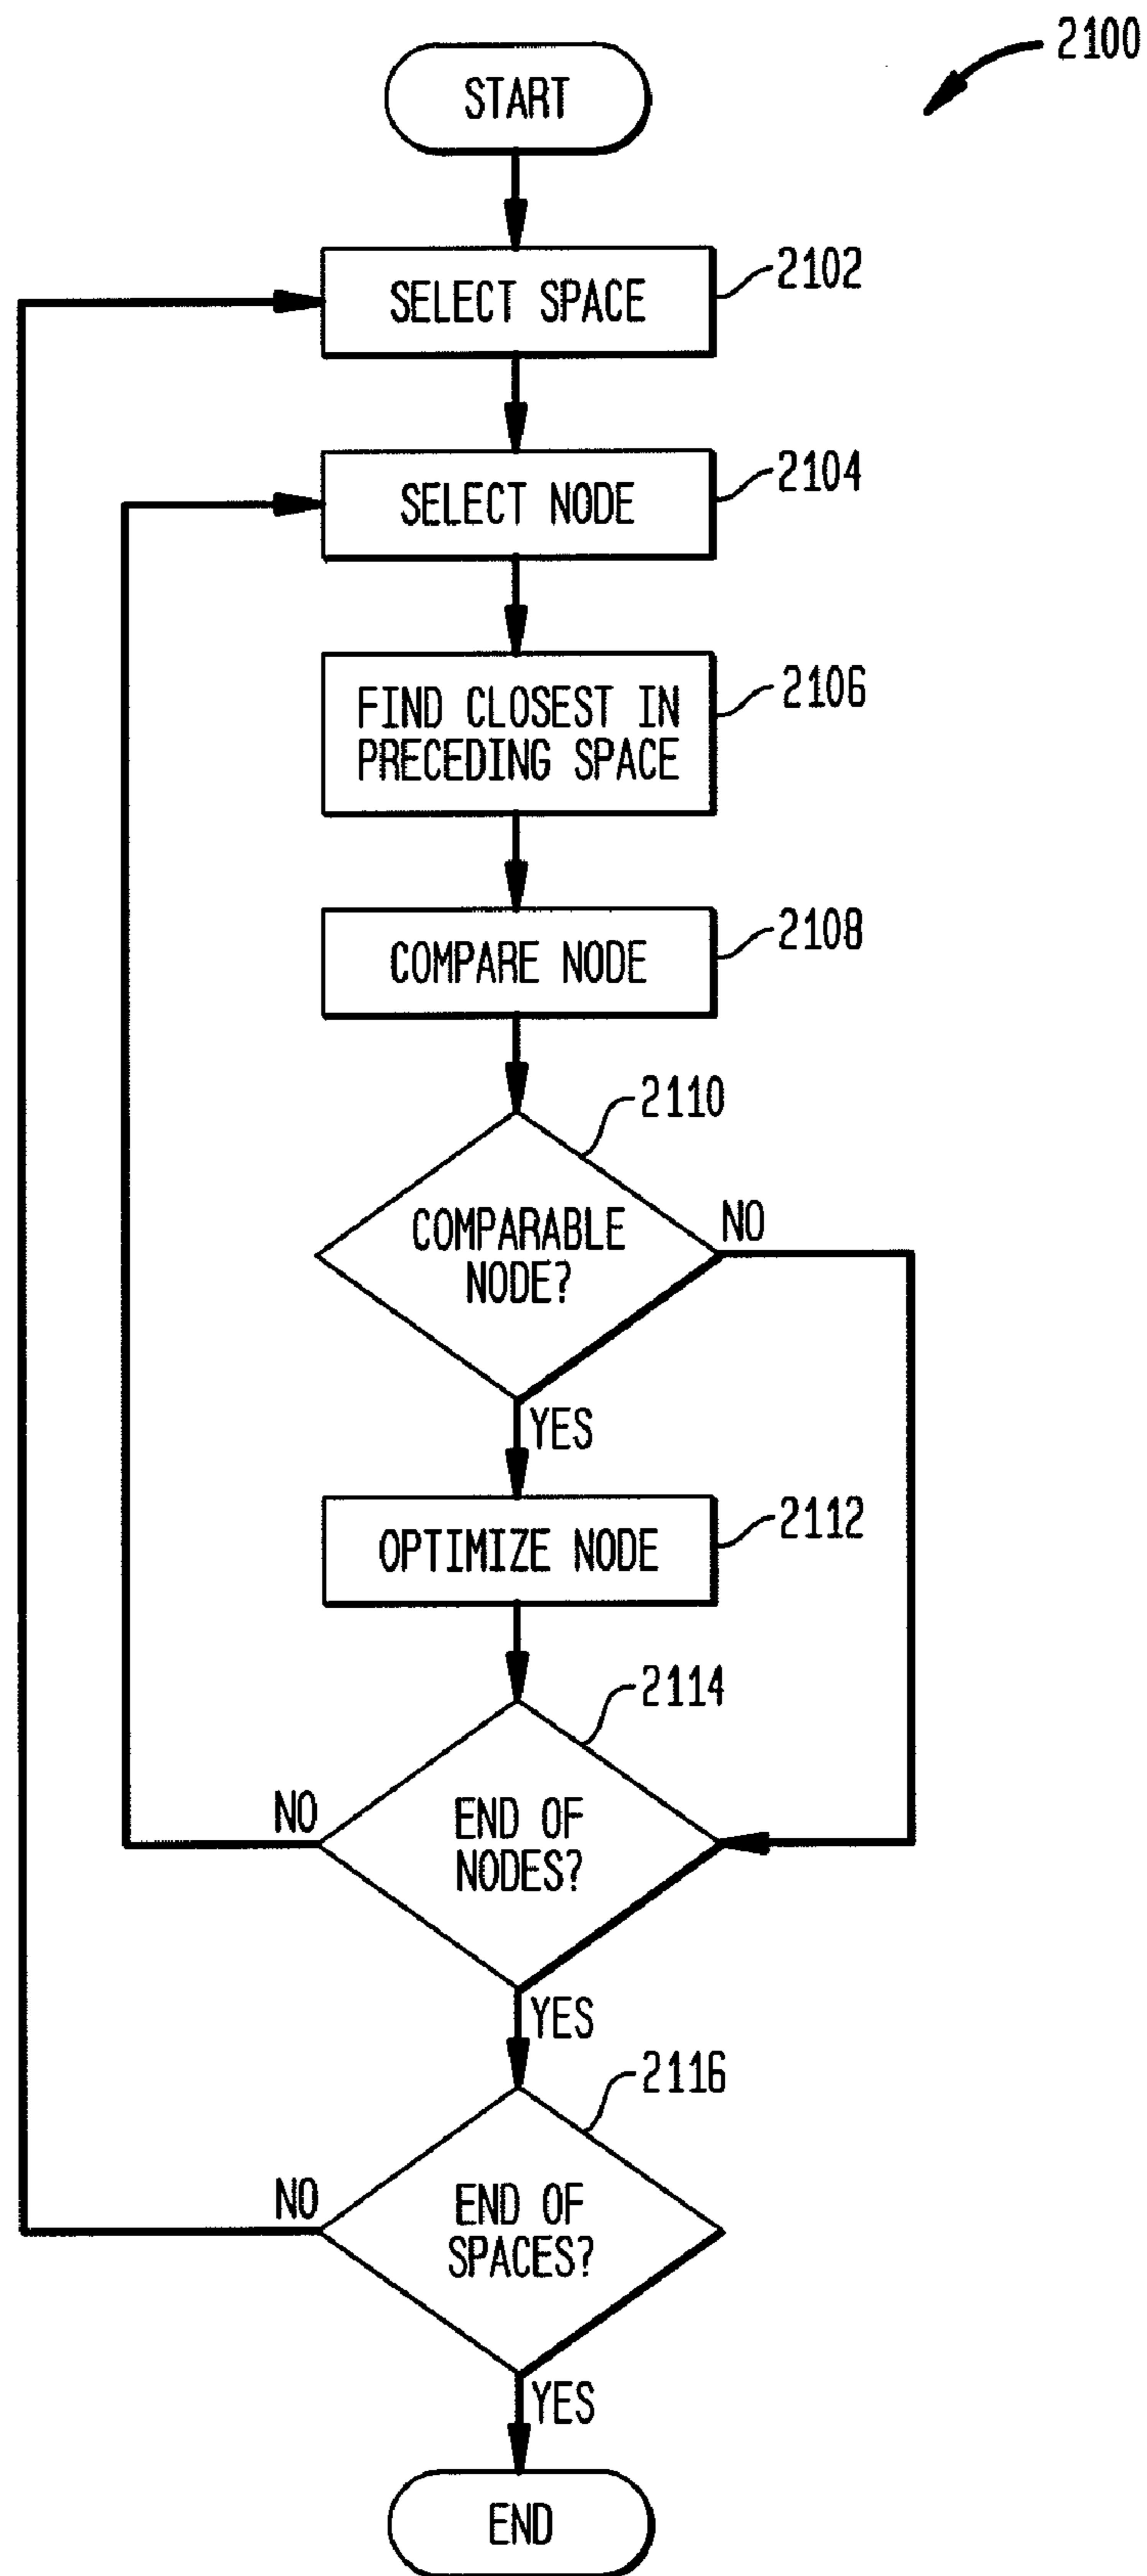 2100
START
2102
SELECT SPACE
2104
SELECT NODE
2106
FIND CLOSEST IN
PRECEDING SPACE
2108
COMPARE NODE
2110
COMPARABLE
NODE?
NO
YES
2112
OPTIMIZE NODE
2114
END OF
NODES?
NO
YES
2116
END OF
SPACES?
NO
YES
END